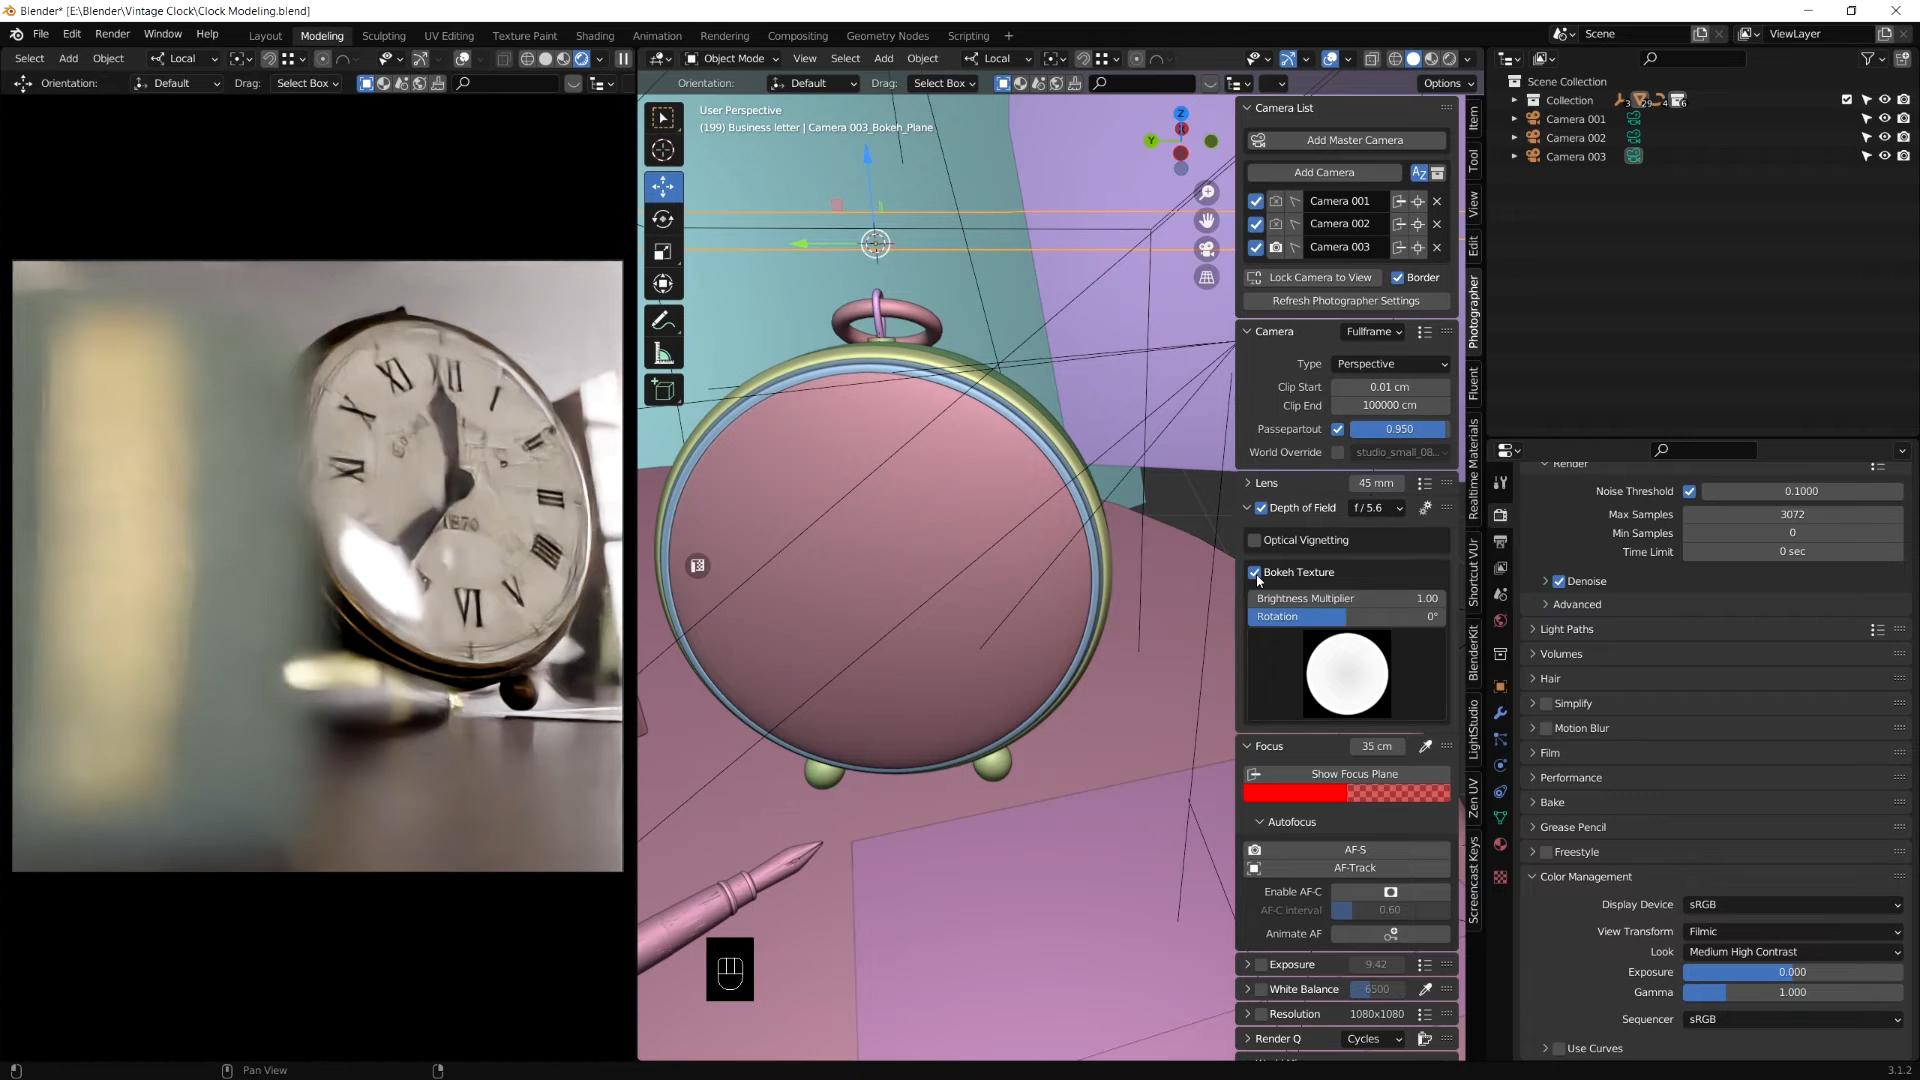 Blender* [E:\Blender\Vintage Clock\Clock Modeling.blend]
File Edit Render Window Help Layout Modeling Sculpting UV Editing Texture Paint Shading Animation Rendering Compositing Geometry Nodes Scripting + Scene ViewLayer
Select Add Object Local Object Mode View Select Add Object Local
Orientation: Default Drag: Select Box Orientation: Default Drag: Select Box Options
User Perspective
(199) Business letter | Camera 003_Bokeh_Plane
Z
Y
Camera List
Add Master Camera
Add Camera
Camera 001
Camera 002
Camera 003
Lock Camera to View Border
Refresh Photographer Settings
Camera Fullframe
Type Perspective
Clip Start 0.01 cm
Clip End 100000 cm
Passepartout 0.950
World Override studio_small_08...
Lens 45 mm
Depth of Field f / 5.6
Optical Vignetting
Bokeh Texture
Brightness Multiplier 1.00
Rotation 0°
Focus 35 cm
Show Focus Plane
Autofocus
AF-S
AF-Track
Enable AF-C
AF-C interval 0.60
Animate AF
Exposure 9.42
White Balance 6500
Resolution 1080x1080
Render Q Cycles
Item
Tool
View
Edit
Photographer
Fluent
Realtime Materials
Shortcut VUr
BlenderKit
LightStudio
Zen UV
Screencast Keys
Scene Collection
Collection 3 29 4 6
Camera 001
Camera 002
Camera 003
Render
Noise Threshold 0.1000
Max Samples 3072
Min Samples 0
Time Limit 0 sec
Denoise
Advanced
Light Paths
Volumes
Hair
Simplify
Motion Blur
Film
Performance
Bake
Grease Pencil
Freestyle
Color Management
Display Device sRGB
View Transform Filmic
Look Medium High Contrast
Exposure 0.000
Gamma 1.000
Sequencer sRGB
Use Curves
XI XII I
X
IX III
IIII
VI V
Pan View 3.1.2